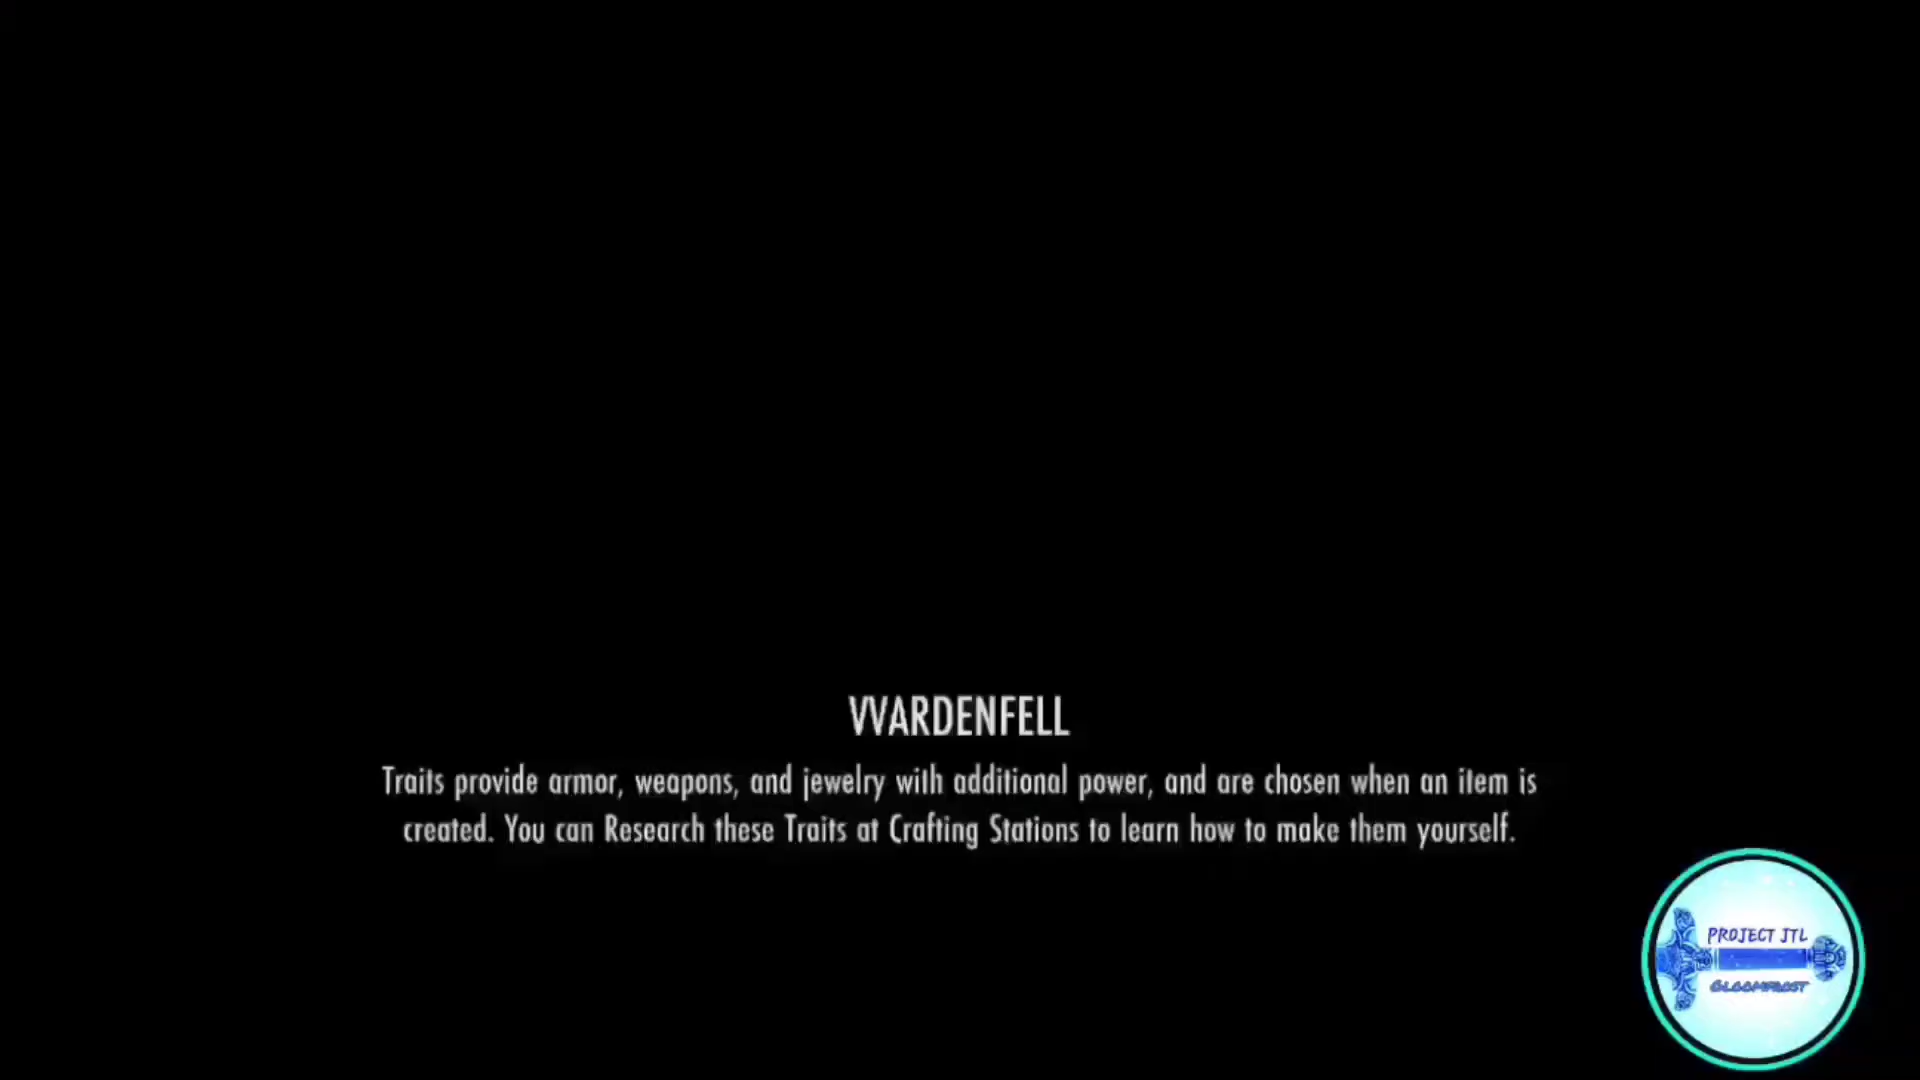 VVARDENFELL
Traits provide armor, weapons, and jewelry with additional power, and are chosen when an item is
created. You can Research these Traits at Crafting Stations to learn how to make them yourself.
PROJECT JTL
GLOOMFROST